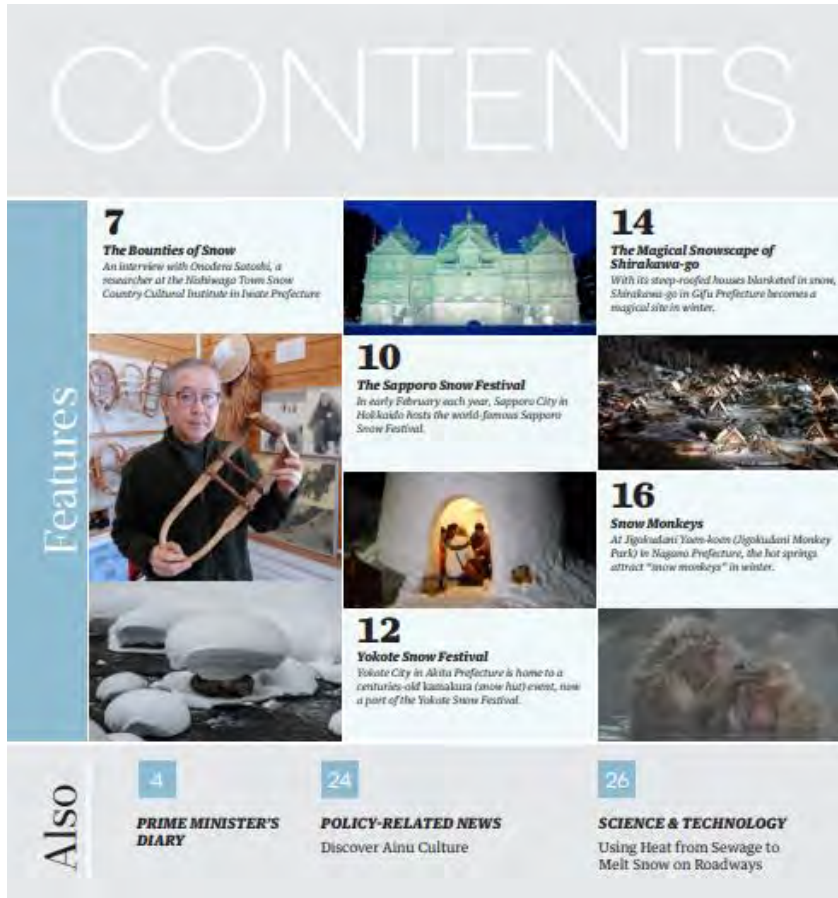 CONTENTS
Features
7
The Bounties of Snow
An interview with Onodera Satoshi, a
researcher at the Nishiwaga Town Snow
Country Cultural Institute in Iwate Prefecture
10
The Sapporo Snow Festival
In early February each year, Sapporo City in
Hokkaido hosts the world-famous Sapporo
Snow Festival.
12
Yokote Snow Festival
Yokote City in Akita Prefecture is home to a
centuries-old kamakura (snow hut) event, now
a part of the Yokote Snow Festival.
14
The Magical Snowscape of
Shirakawa-go
With its steep-roofed houses blanketed in snow,
Shirakawa-go in Gifu Prefecture becomes a
magical site in winter.
16
Snow Monkeys
At Jigokudani Yaen-koen (Jigokudani Monkey
Park) in Nagano Prefecture, the hot springs
attract "snow monkeys" in winter.
Also
4
PRIME MINISTER'S
DIARY
24
POLICY-RELATED NEWS
Discover Ainu Culture
26
SCIENCE & TECHNOLOGY
Using Heat from Sewage to
Melt Snow on Roadways